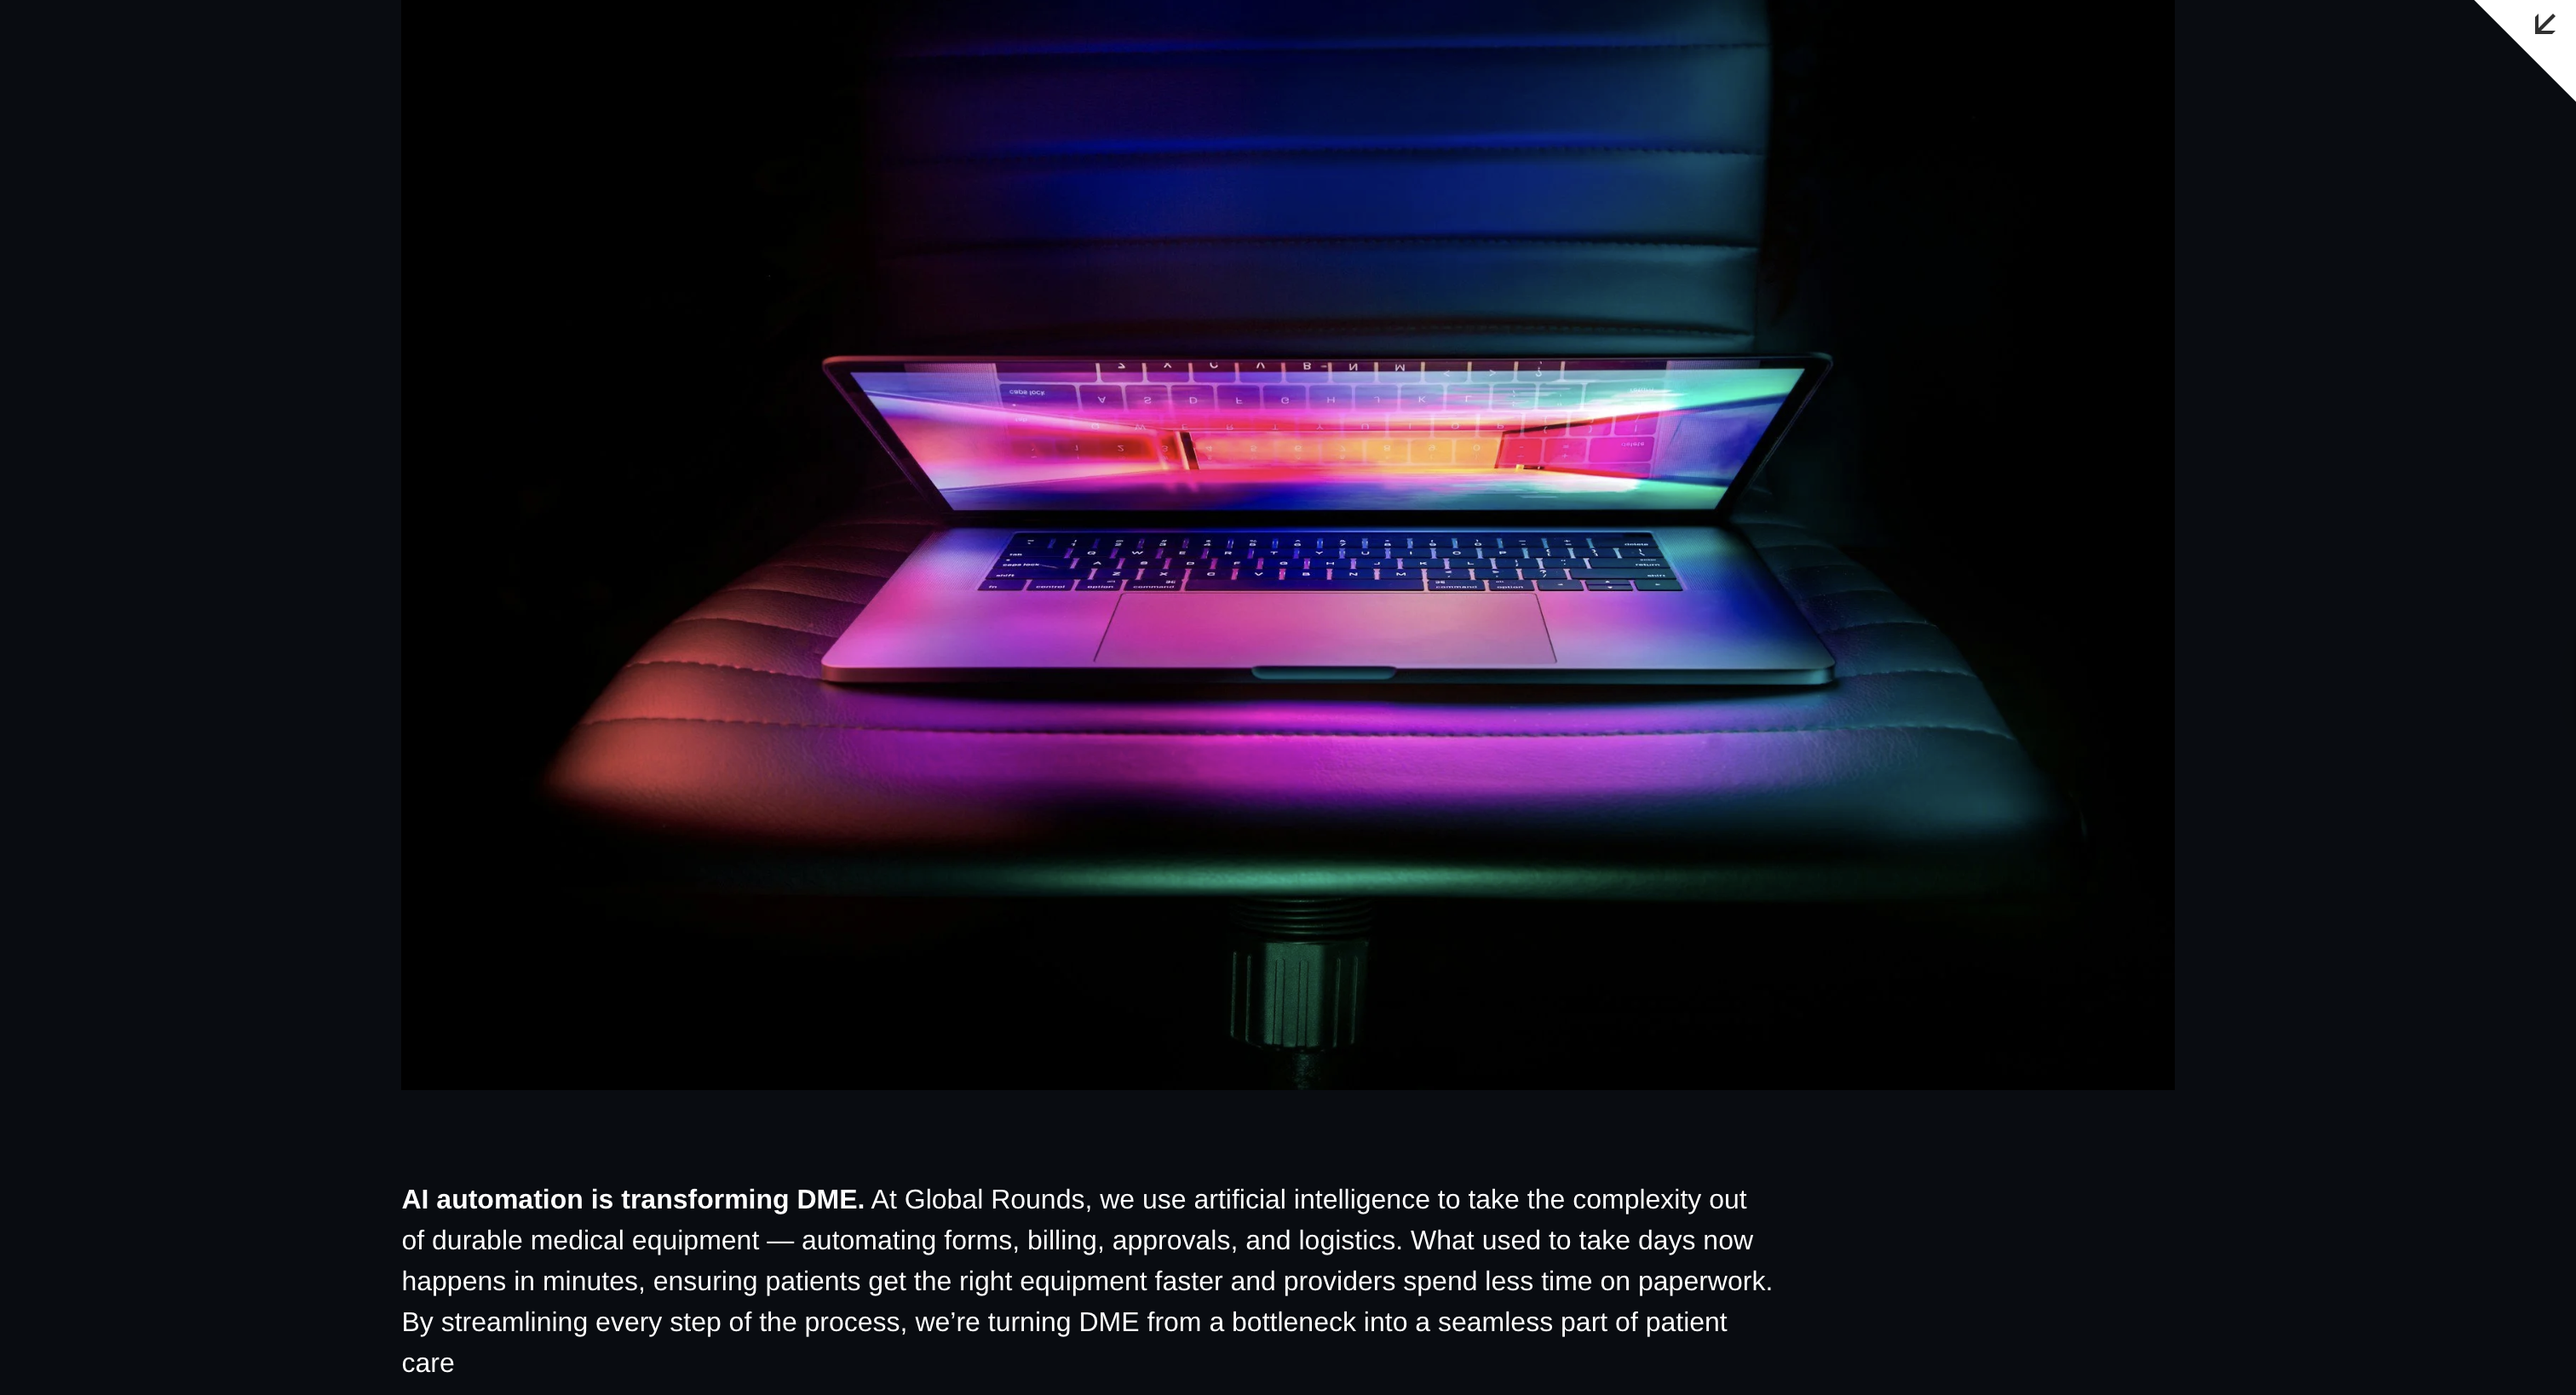 AI automation is transforming DME. At Global Rounds, we use artificial intelligence to take the complexity out
of durable medical equipment — automating forms, billing, approvals, and logistics. What used to take days now
happens in minutes, ensuring patients get the right equipment faster and providers spend less time on paperwork.
By streamlining every step of the process, we’re turning DME from a bottleneck into a seamless part of patient
care